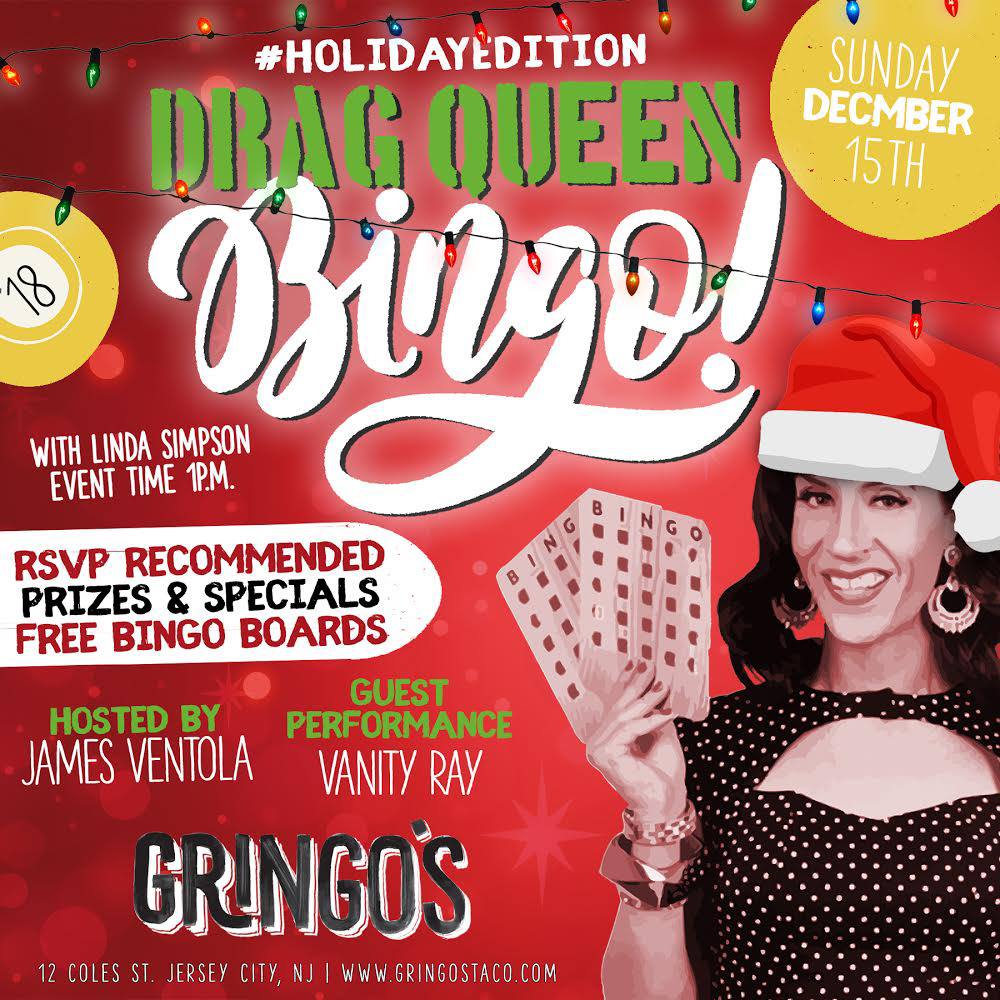 #HOLIDAYEDITION
DRAG QUEEN
Bingo!
SUNDAY
DECMBER
15TH
18
WITH LINDA SIMPSON
EVENT TIME 1P.M.
BINGO
BINGO
RSVP RECOMMENDED
PRIZES & SPECIALS
FREE BINGO BOARDS
HOSTED BY
JAMES VENTOLA
GUEST
PERFORMANCE
VANITY RAY
GRINGO'S
12 COLES ST. JERSEY CITY, NJ | WWW.GRINGOSTACO.COM